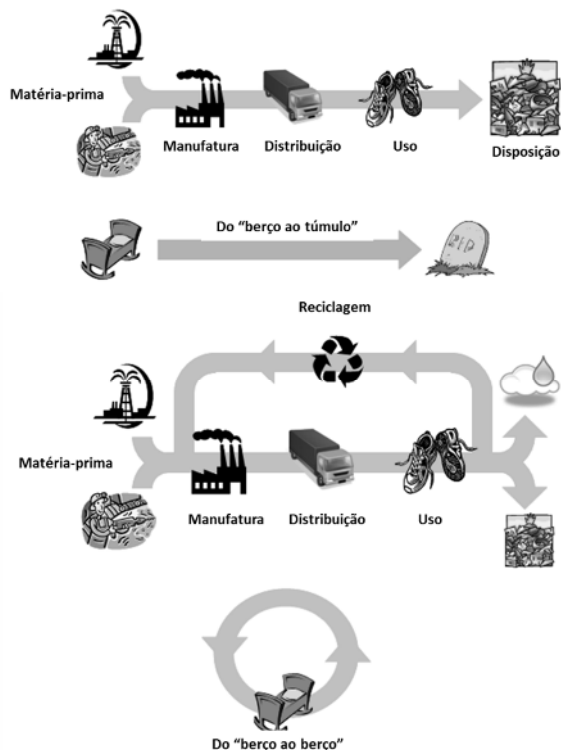 Matéria-prima
Manufatura
Distribuição
Uso
Disposição
Do “berço ao túmulo”
RIP
Reciclagem
Matéria-prima
Manufatura
Distribuição
Uso
Do “berço ao berço”